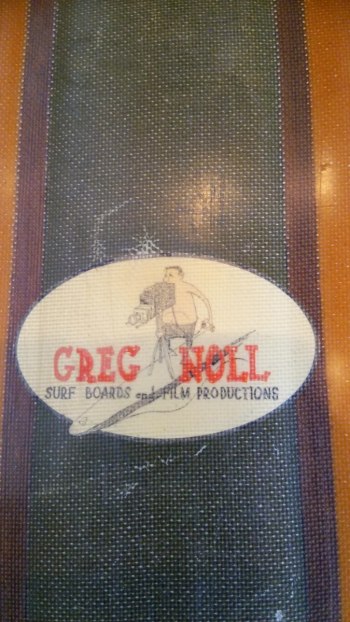 GREG NOLL
SURF BOARDS and FILM PRODUCTIONS